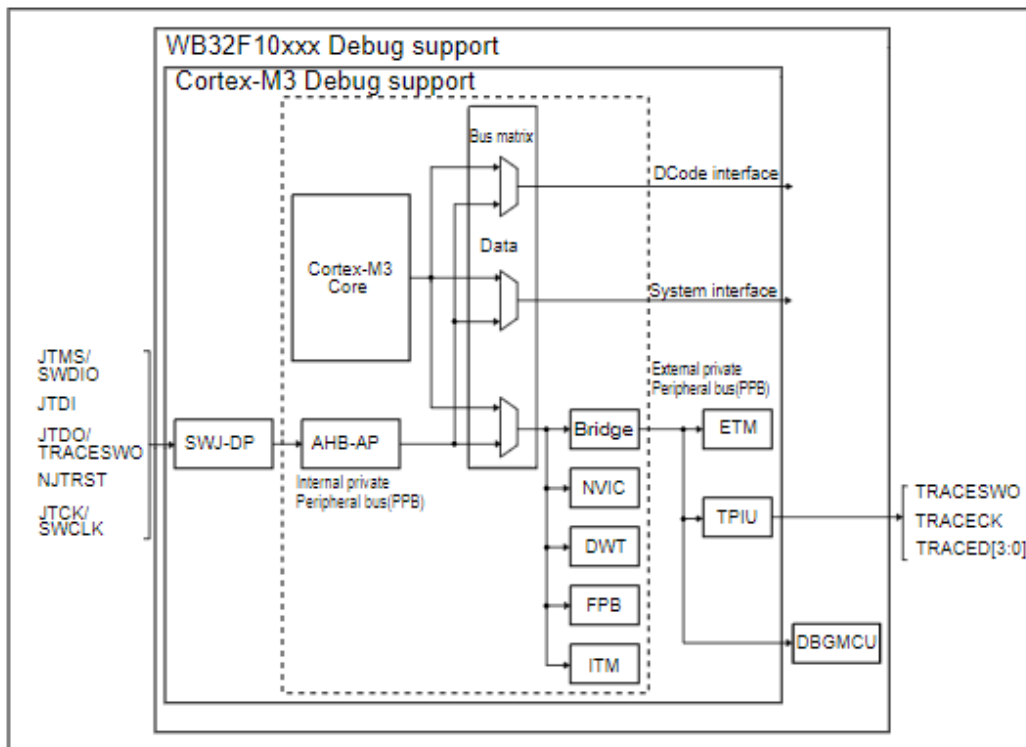 WB32F10xxx Debug support
Cortex-M3 Debug support
Bus matrix
DCode interface
Data
Cortex-M3
Core
System interface
JTMS/
SWDIO
JTDI
JTDO/
TRACESWO
NJTRST
JTCK/
SWCLK
SWJ-DP
AHB-AP
Internal private
Peripheral bus(PPB)
External private
Peripheral bus(PPB)
Bridge
NVIC
DWT
FPB
ITM
ETM
TPIU
TRACESWO
TRACECK
TRACED[3:0]
DBGMCU